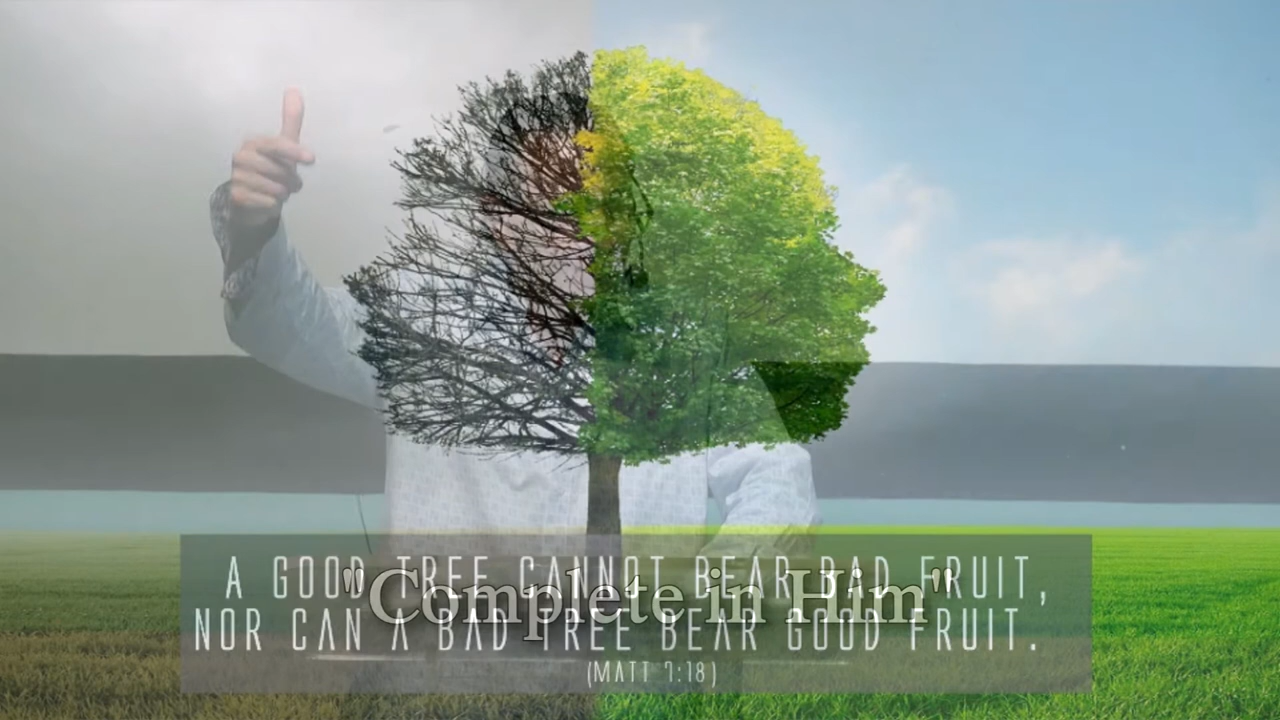 A GOOD TREE CANNOT BEAR BAD FRUIT,
"Complete in Him"
NOR CAN A BAD TREE BEAR GOOD FRUIT.
(MATT 7:18)